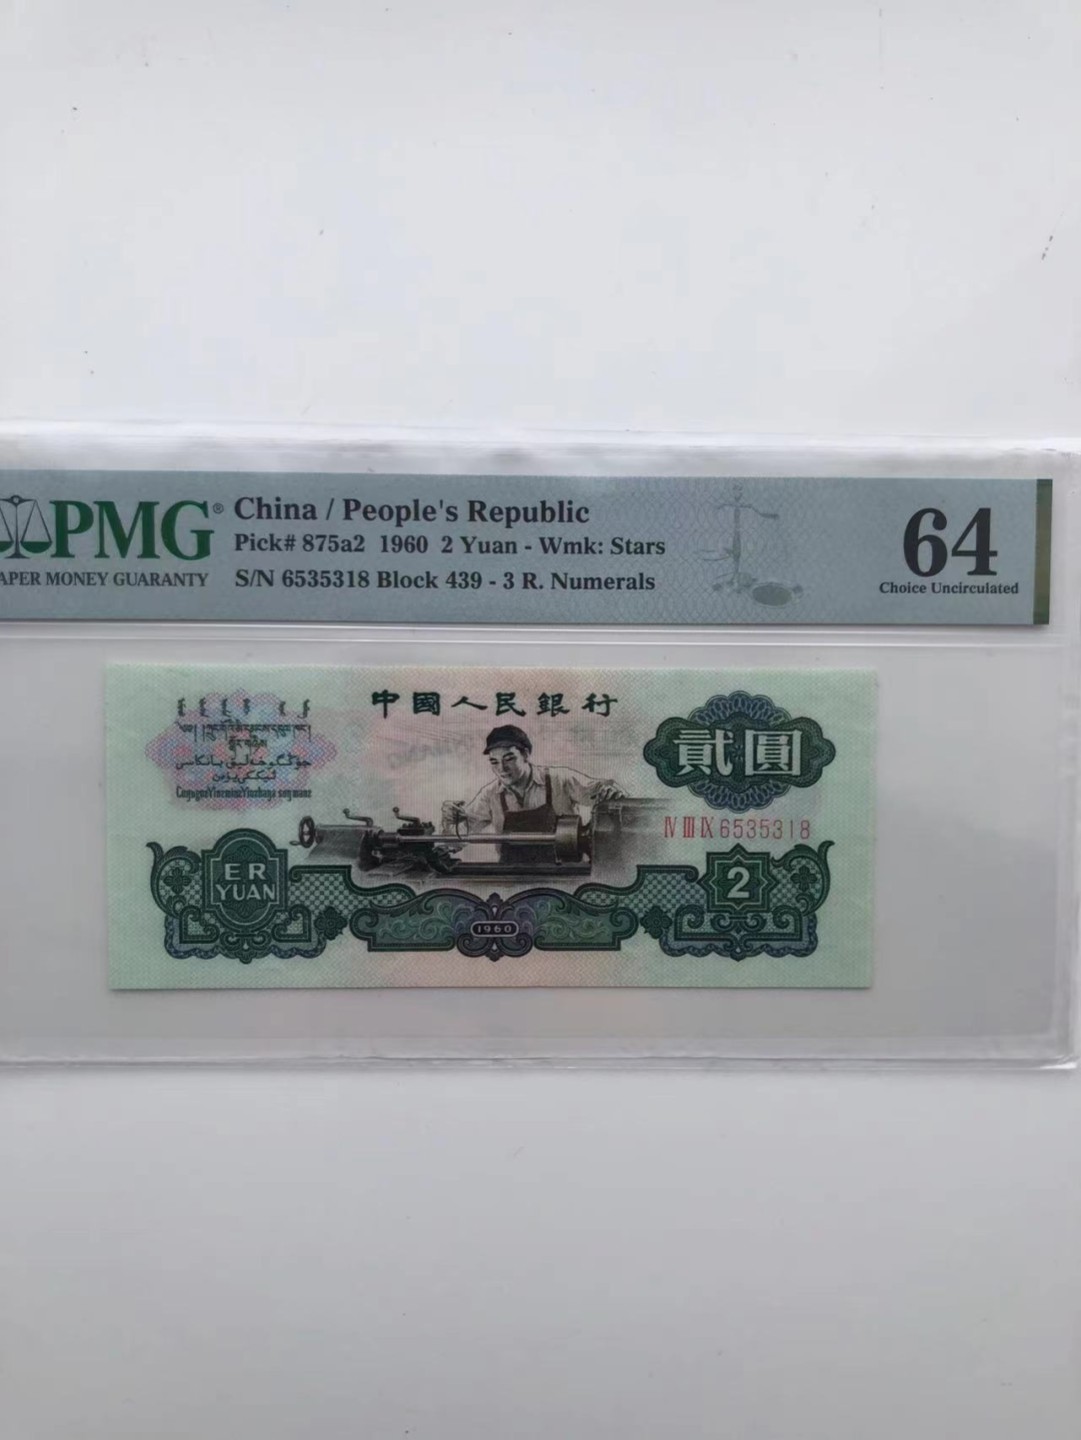 PMG®
APER MONEY GUARANTY
China / People's Republic
Pick# 875a2 1960 2 Yuan - Wmk: Stars
S/N 6535318 Block 439 - 3 R. Numerals
64
Choice Uncirculated
中國人民銀行
貳圓
IV III IX 6535318
ER
YUAN
1960
2